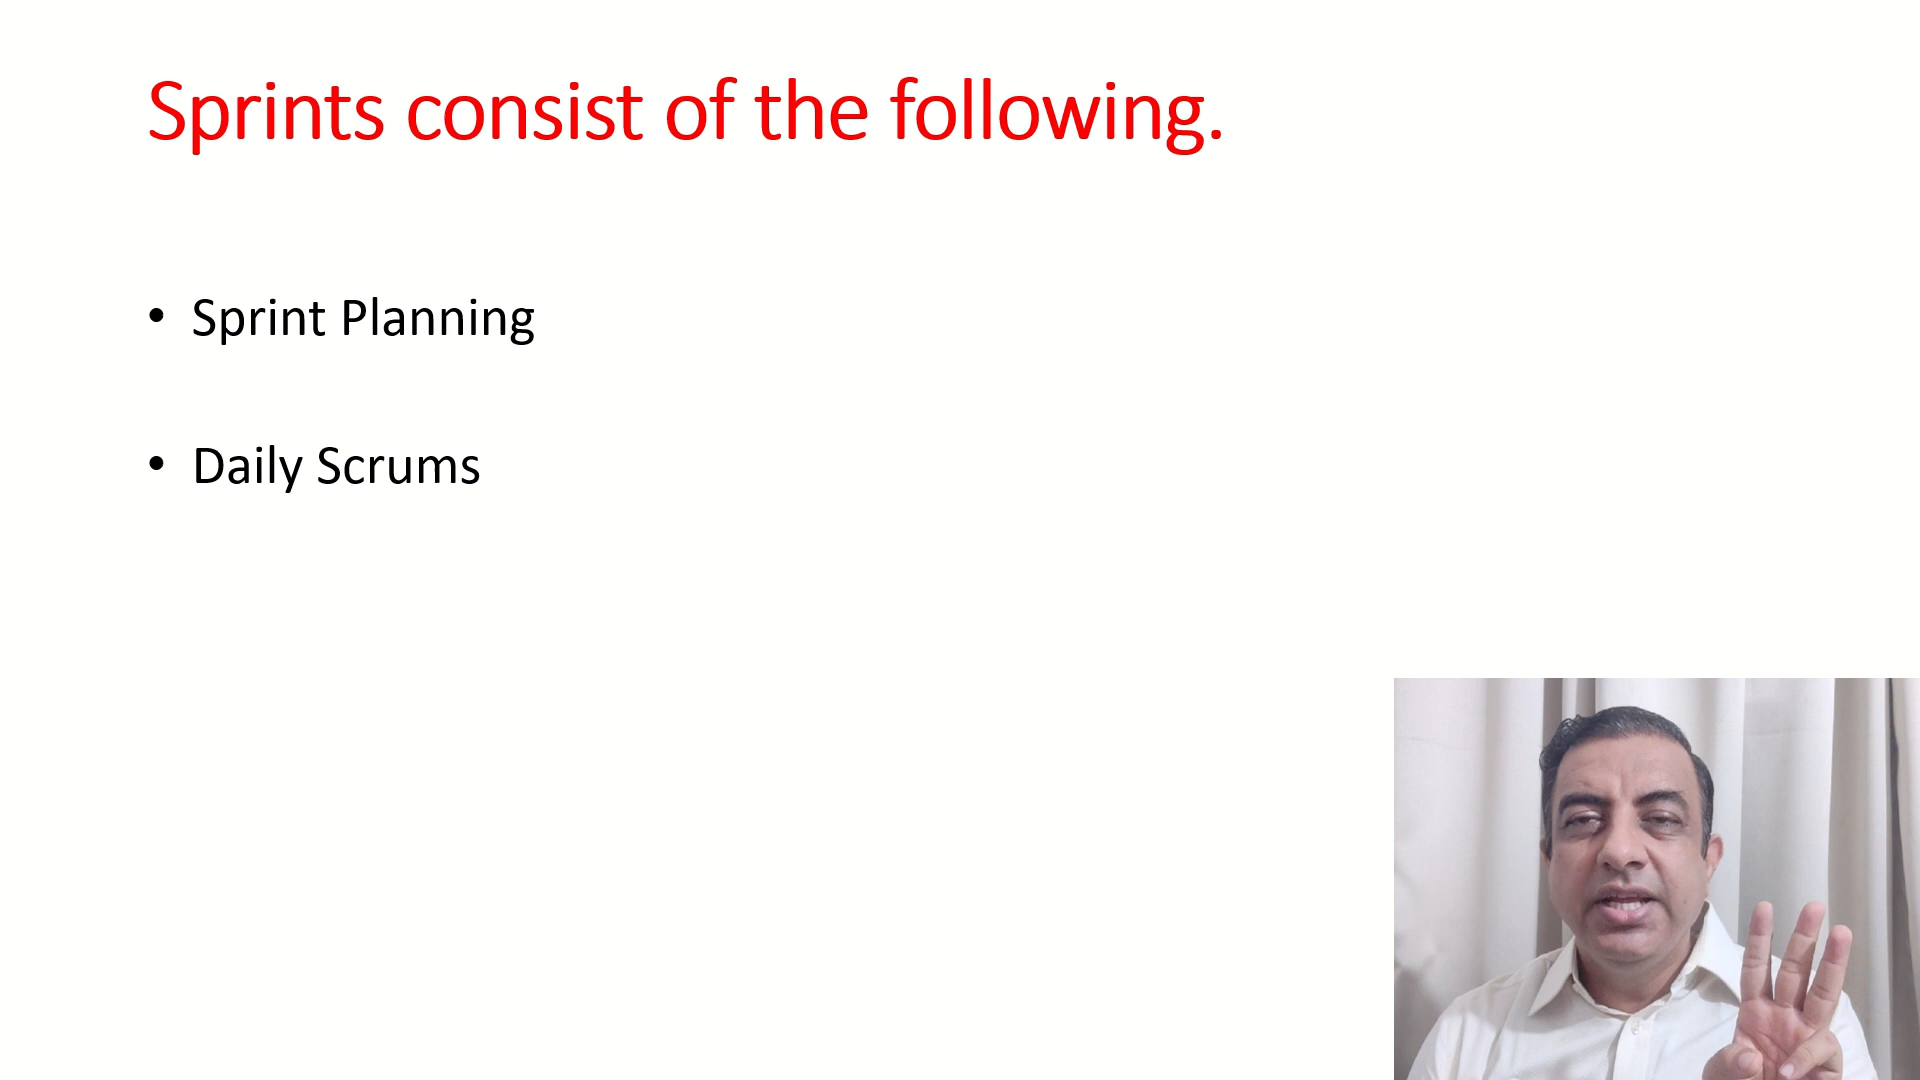 Sprints consist of the following.
• Sprint Planning
• Daily Scrums